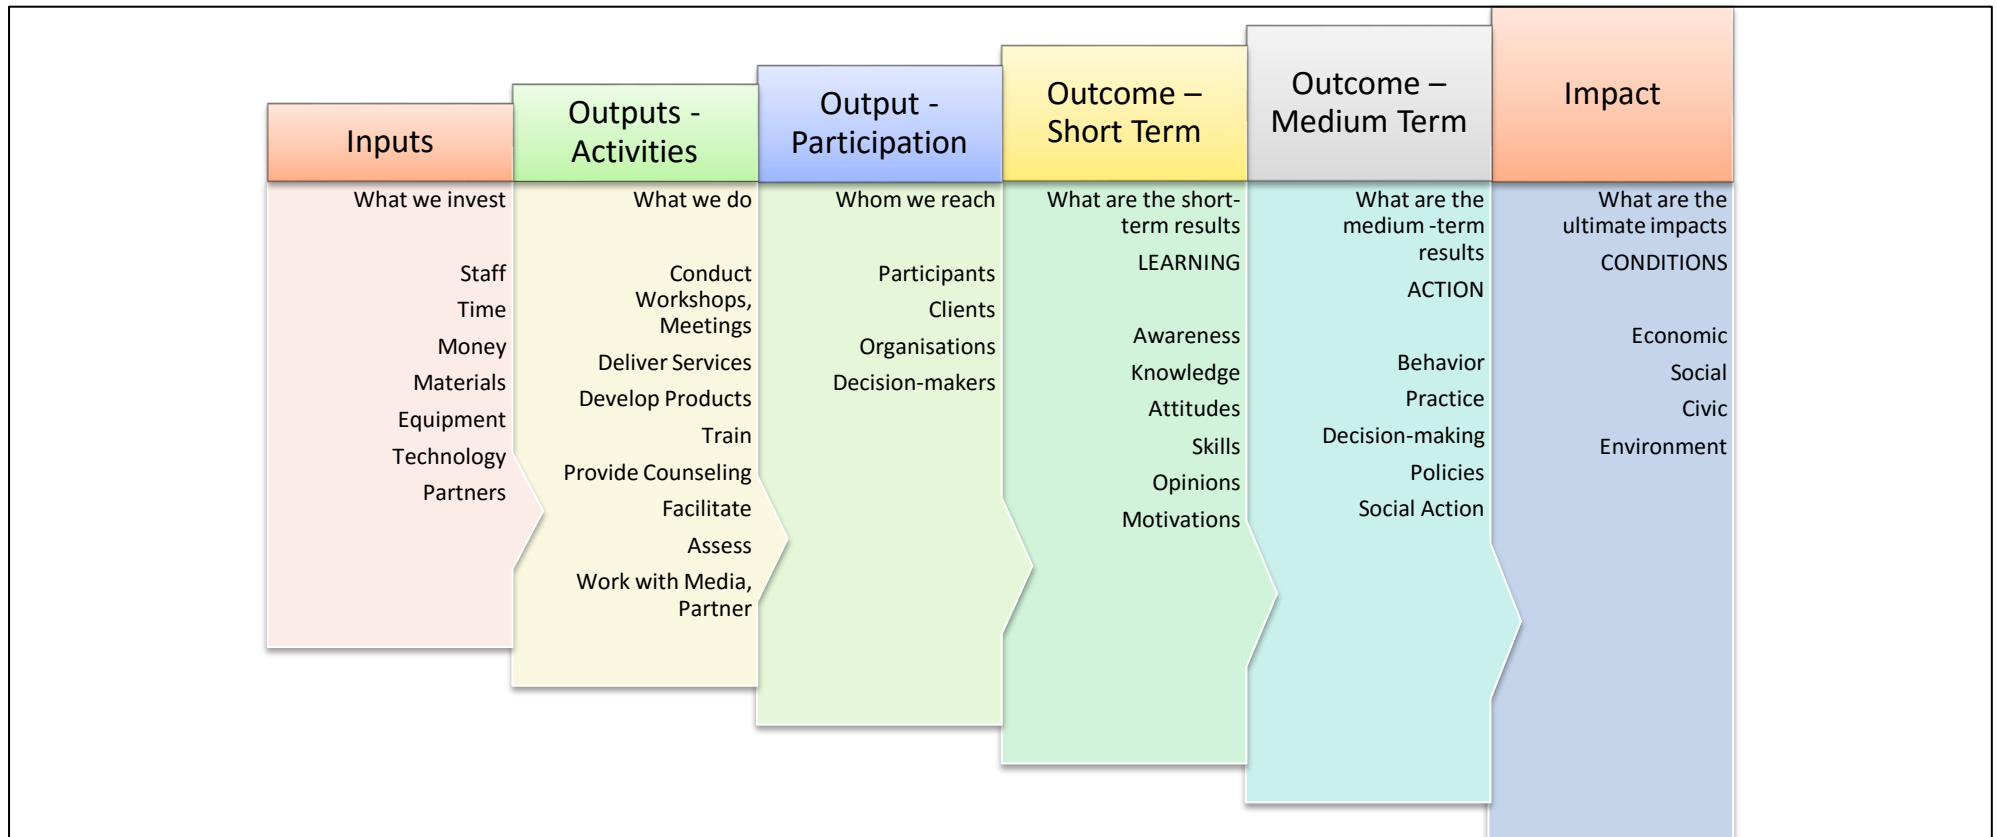 Inputs
What we invest
Staff
Time
Money
Materials
Equipment
Technology
Partners
Outputs -
Activities
What we do
Conduct
Workshops,
Meetings
Deliver Services
Develop Products
Train
Provide Counseling
Facilitate
Assess
Work with Media,
Partner
Output -
Participation
Whom we reach
Participants
Clients
Organisations
Decision-makers
Outcome –
Short Term
What are the short-
term results
LEARNING
Awareness
Knowledge
Attitudes
Skills
Opinions
Motivations
Outcome –
Medium Term
What are the
medium -term
results
ACTION
Behavior
Practice
Decision-making
Policies
Social Action
Impact
What are the
ultimate impacts
CONDITIONS
Economic
Social
Civic
Environment